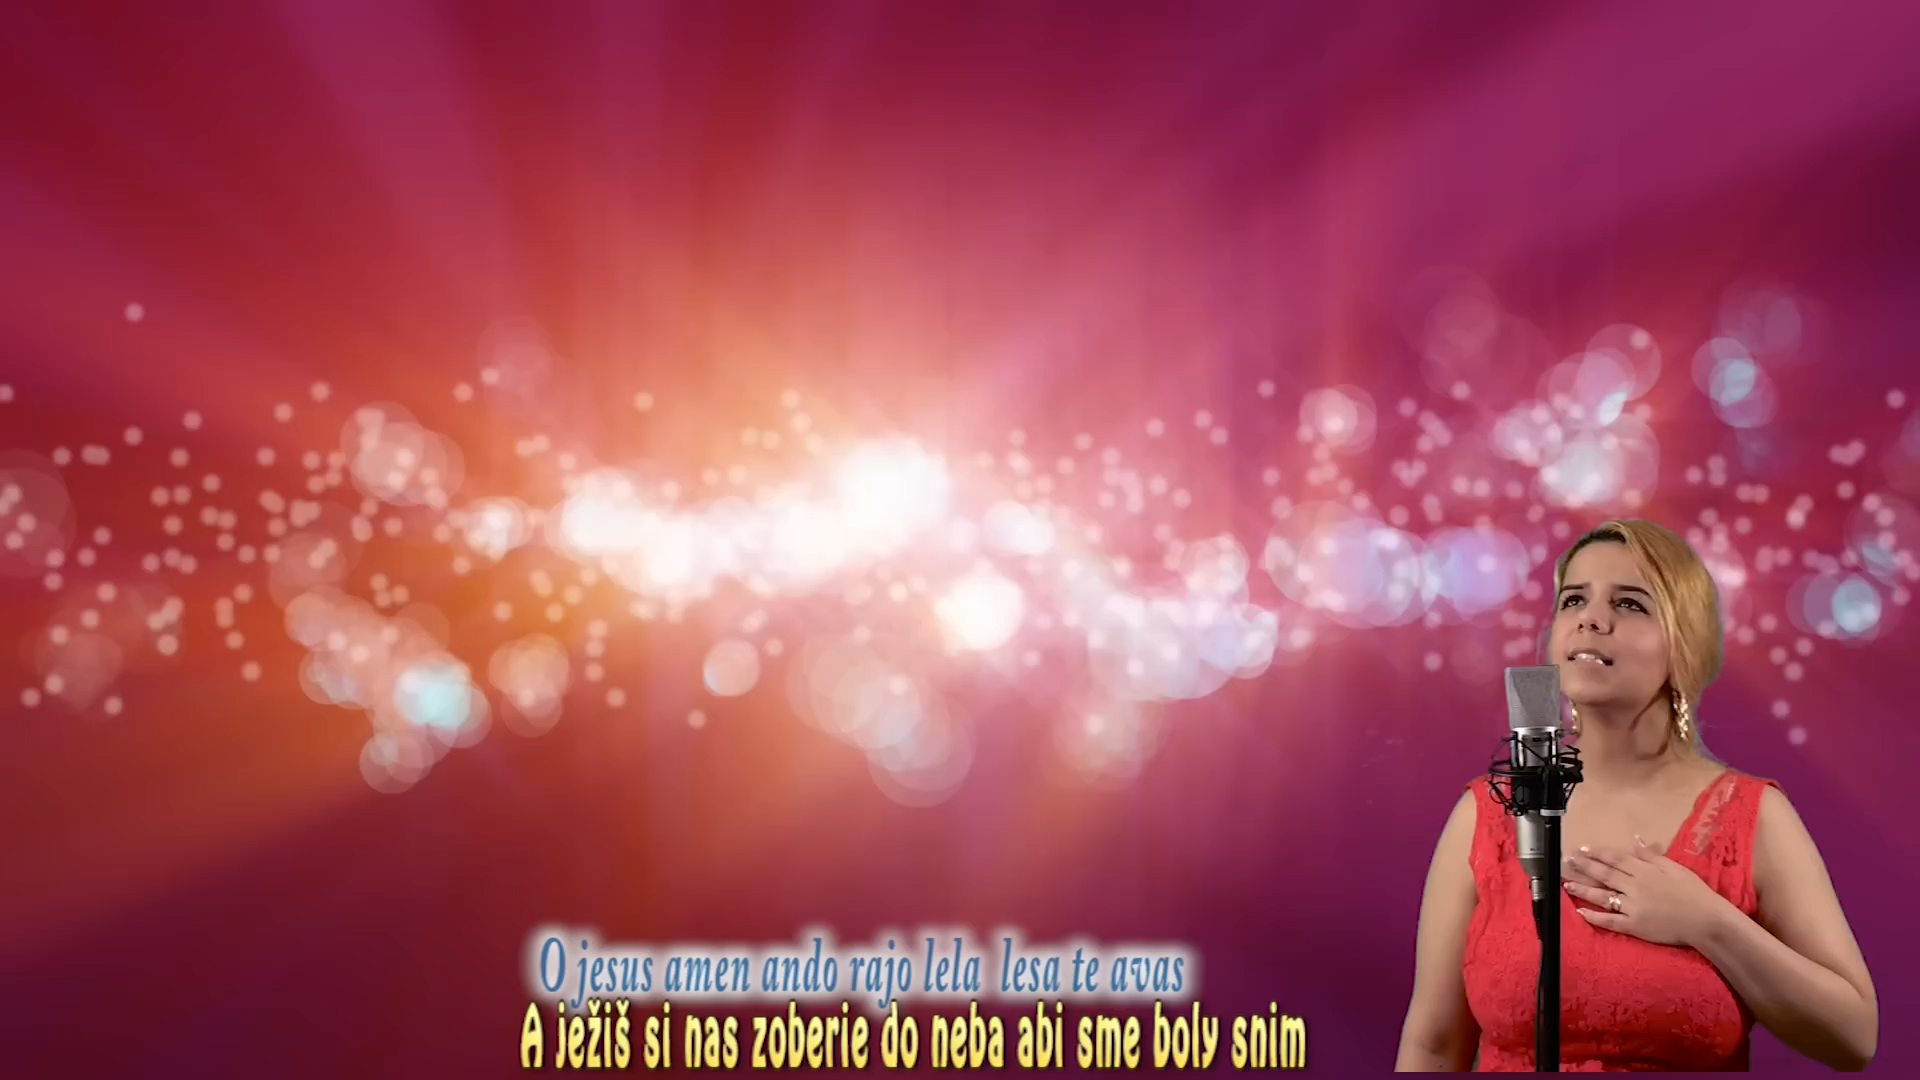 O jesus amen ando rajo lela lesa te avas
A ježiš si nas zoberie do neba abi sme boly snim